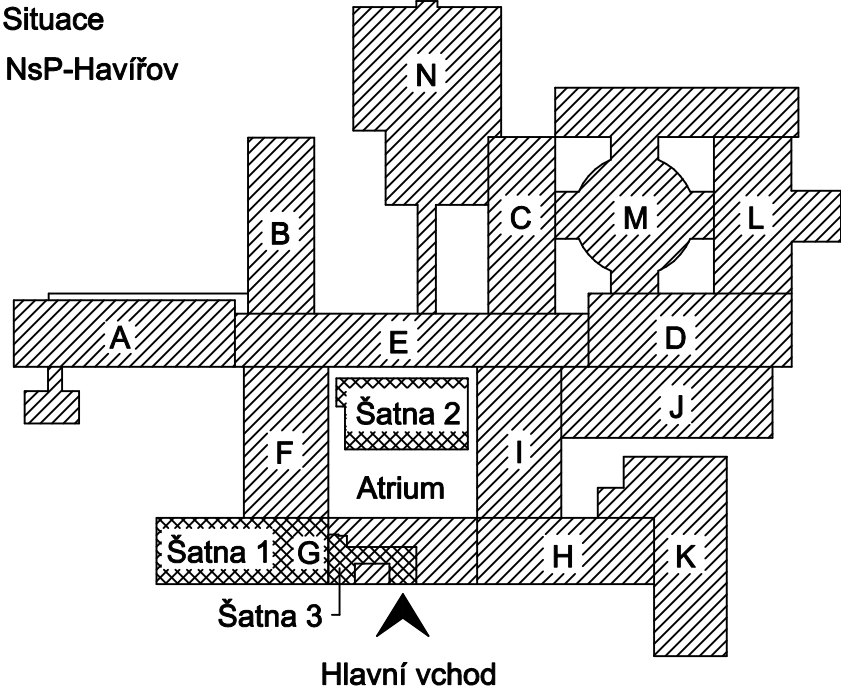 Situace
NsP-Havířov
N
B
C
M
L
A
E
D
Šatna 2
J
F
I
Atrium
Šatna 1
G
H
K
Šatna 3
Hlavní vchod